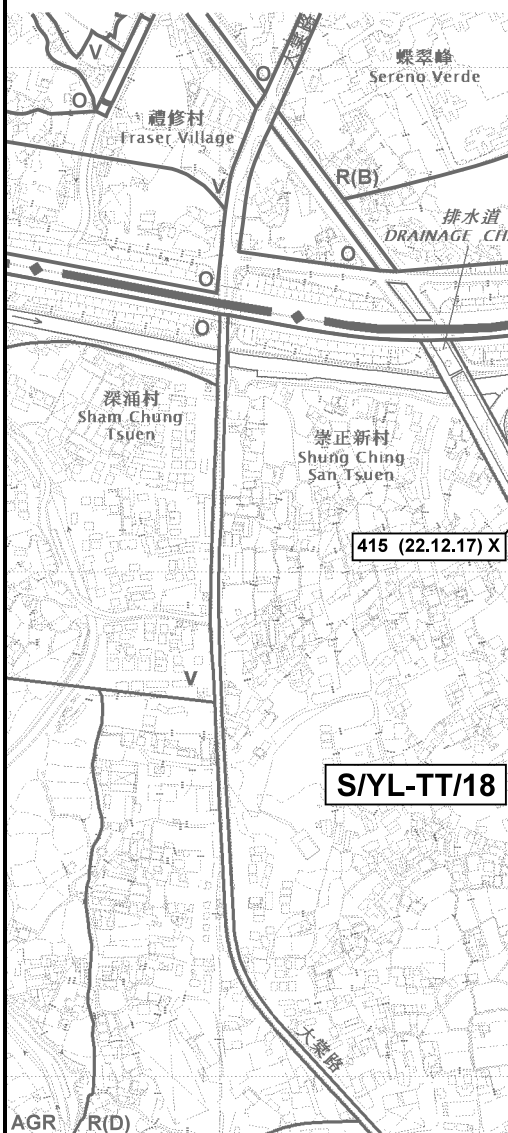 大棠路
蝶翠峰
Sereno Verde
V
O
禮修村
Fraser Village
O
R(B)
V
排水道
DRAINAGE CH
O
O
O
深涌村
Sham Chung
Tsuen
崇正新村
Shung Ching
San Tsuen
415 (22.12.17) X
V
S/YL-TT/18
大棠路
AGR
R(D)